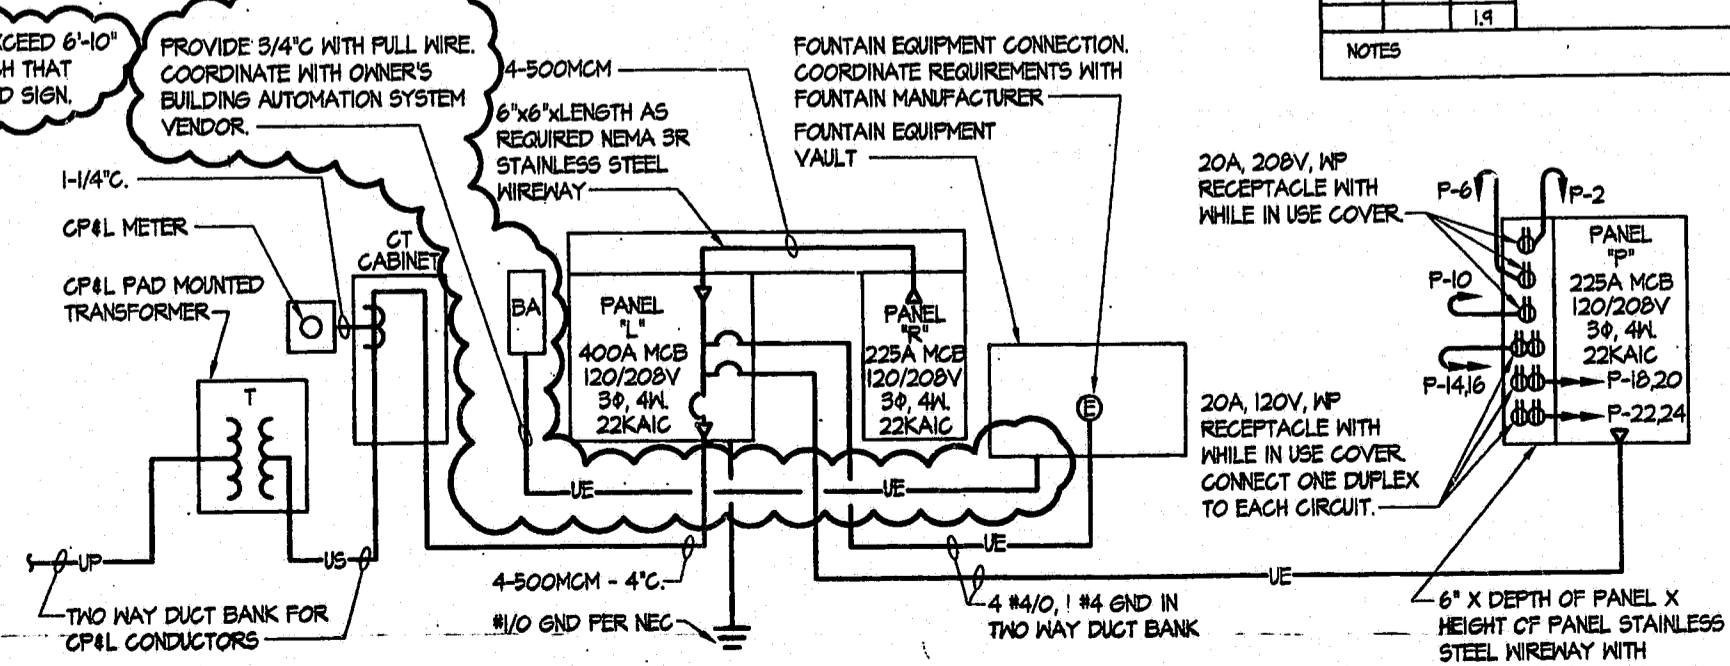 XCEED 6'-10"
CH THAT
D SIGN.
PROVIDE 3/4"C WITH PULL WIRE.
COORDINATE WITH OWNER'S
BUILDING AUTOMATION SYSTEM
VENDOR.
4-500MCM
6"x6"xLENGTH AS
REQUIRED NEMA 3R
STAINLESS STEEL
WIREWAY
FOUNTAIN EQUIPMENT CONNECTION.
COORDINATE REQUIREMENTS WITH
FOUNTAIN MANUFACTURER
FOUNTAIN EQUIPMENT
VAULT
1.9
NOTES
1-1/4"C.
CP&L METER
CP&L PAD MOUNTED
TRANSFORMER
CT
CABINET
T
BA
PANEL
"L"
400A MCB
120/208V
3Φ, 4W.
22KAIC
PANEL
"R"
225A MCB
120/208V
3Φ, 4W.
22KAIC
E
20A, 208V, WP
RECEPTACLE WITH
WHILE IN USE COVER
P-6
P-2
P-10
P-14,16
PANEL
"P"
225A MCB
120/208V
3Φ, 4W.
22KAIC
P-18,20
P-22,24
20A, 120V, WP
RECEPTACLE WITH
WHILE IN USE COVER
CONNECT ONE DUPLEX
TO EACH CIRCUIT.
UP
US
UE
UE
UE
UE
TWO WAY DUCT BANK FOR
CP&L CONDUCTORS
4-500MCM - 4"C.
#1/0 GND PER NEC
4 #4/0, 1 #4 GND IN
TWO WAY DUCT BANK
6" X DEPTH OF PANEL X
HEIGHT OF PANEL STAINLESS
STEEL WIREWAY WITH